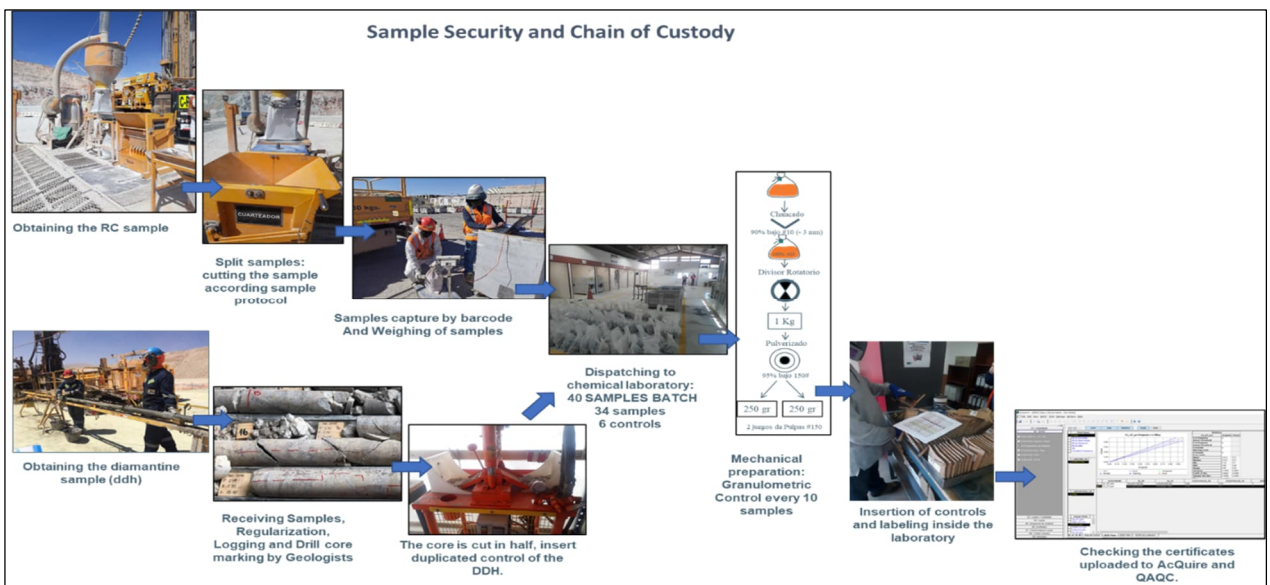 Sample Security and Chain of Custody
Obtaining the RC sample
CUARTEADOR
Split samples:
cutting the sample
according sample
protocol
Samples capture by barcode
And Weighing of samples
Dispatching to
chemical laboratory:
40 SAMPLES BATCH
34 samples
6 controls
Chancado
90% bajo #10 (~ 3 mm)
Divisor Rotatorio
1 Kg
Pulverizado
95% bajo 150#
250 gr
250 gr
2 juegos da Pulpas #150
Mechanical
preparation:
Granulometric
Control every 10
samples
Obtaining the diamantine
sample (ddh)
Receiving Samples,
Regularization,
Logging and Drill core
marking by Geologists
The core is cut in half, insert
duplicated control of the
DDH.
Insertion of controls
and labeling inside the
laboratory
Checking the certificates
uploaded to AcQuire and
QAQC.